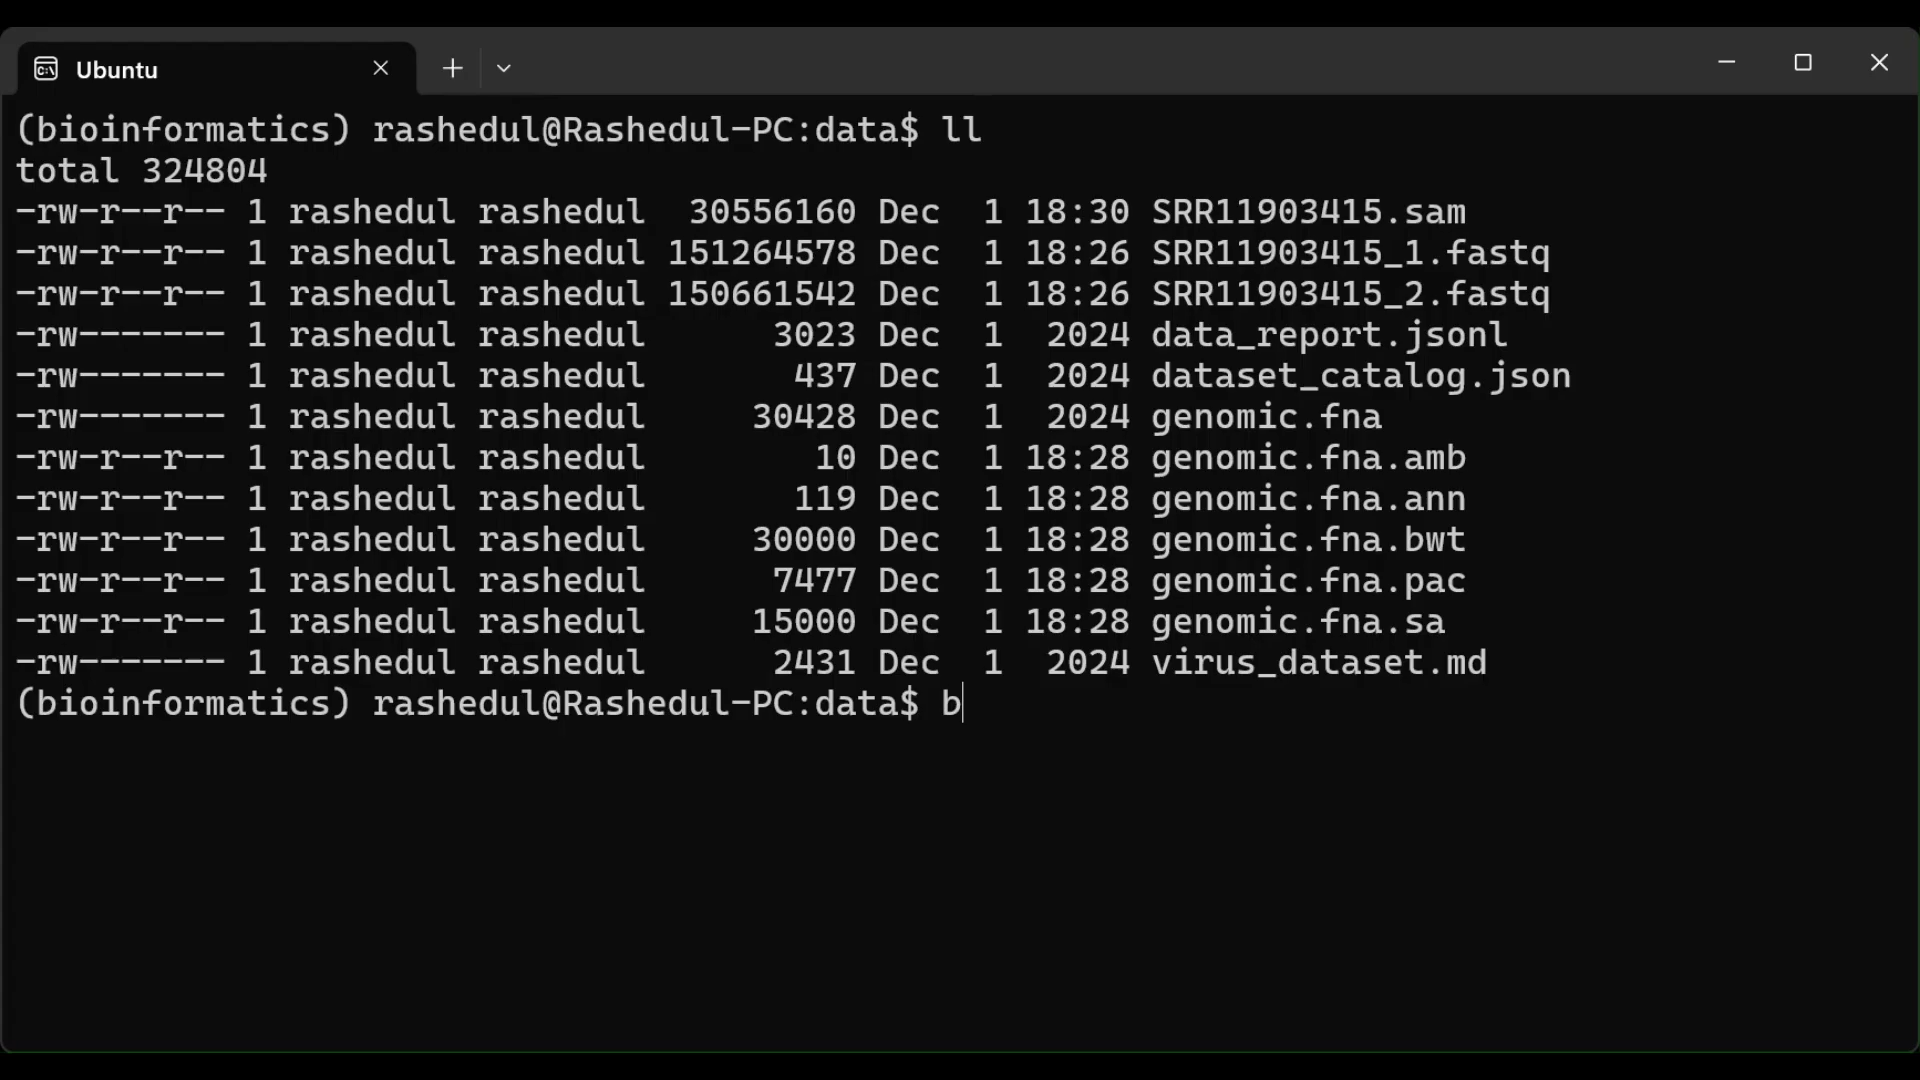 Ubuntu
(bioinformatics) rashedul@Rashedul-PC:data$ ll
total 324804
-rw-r--r-- 1 rashedul rashedul  30556160 Dec  1 18:30 SRR11903415.sam
-rw-r--r-- 1 rashedul rashedul 151264578 Dec  1 18:26 SRR11903415_1.fastq
-rw-r--r-- 1 rashedul rashedul 150661542 Dec  1 18:26 SRR11903415_2.fastq
-rw------- 1 rashedul rashedul      3023 Dec  1  2024 data_report.jsonl
-rw------- 1 rashedul rashedul       437 Dec  1  2024 dataset_catalog.json
-rw------- 1 rashedul rashedul     30428 Dec  1  2024 genomic.fna
-rw-r--r-- 1 rashedul rashedul        10 Dec  1 18:28 genomic.fna.amb
-rw-r--r-- 1 rashedul rashedul       119 Dec  1 18:28 genomic.fna.ann
-rw-r--r-- 1 rashedul rashedul     30000 Dec  1 18:28 genomic.fna.bwt
-rw-r--r-- 1 rashedul rashedul      7477 Dec  1 18:28 genomic.fna.pac
-rw-r--r-- 1 rashedul rashedul     15000 Dec  1 18:28 genomic.fna.sa
-rw------- 1 rashedul rashedul      2431 Dec  1  2024 virus_dataset.md
(bioinformatics) rashedul@Rashedul-PC:data$ b